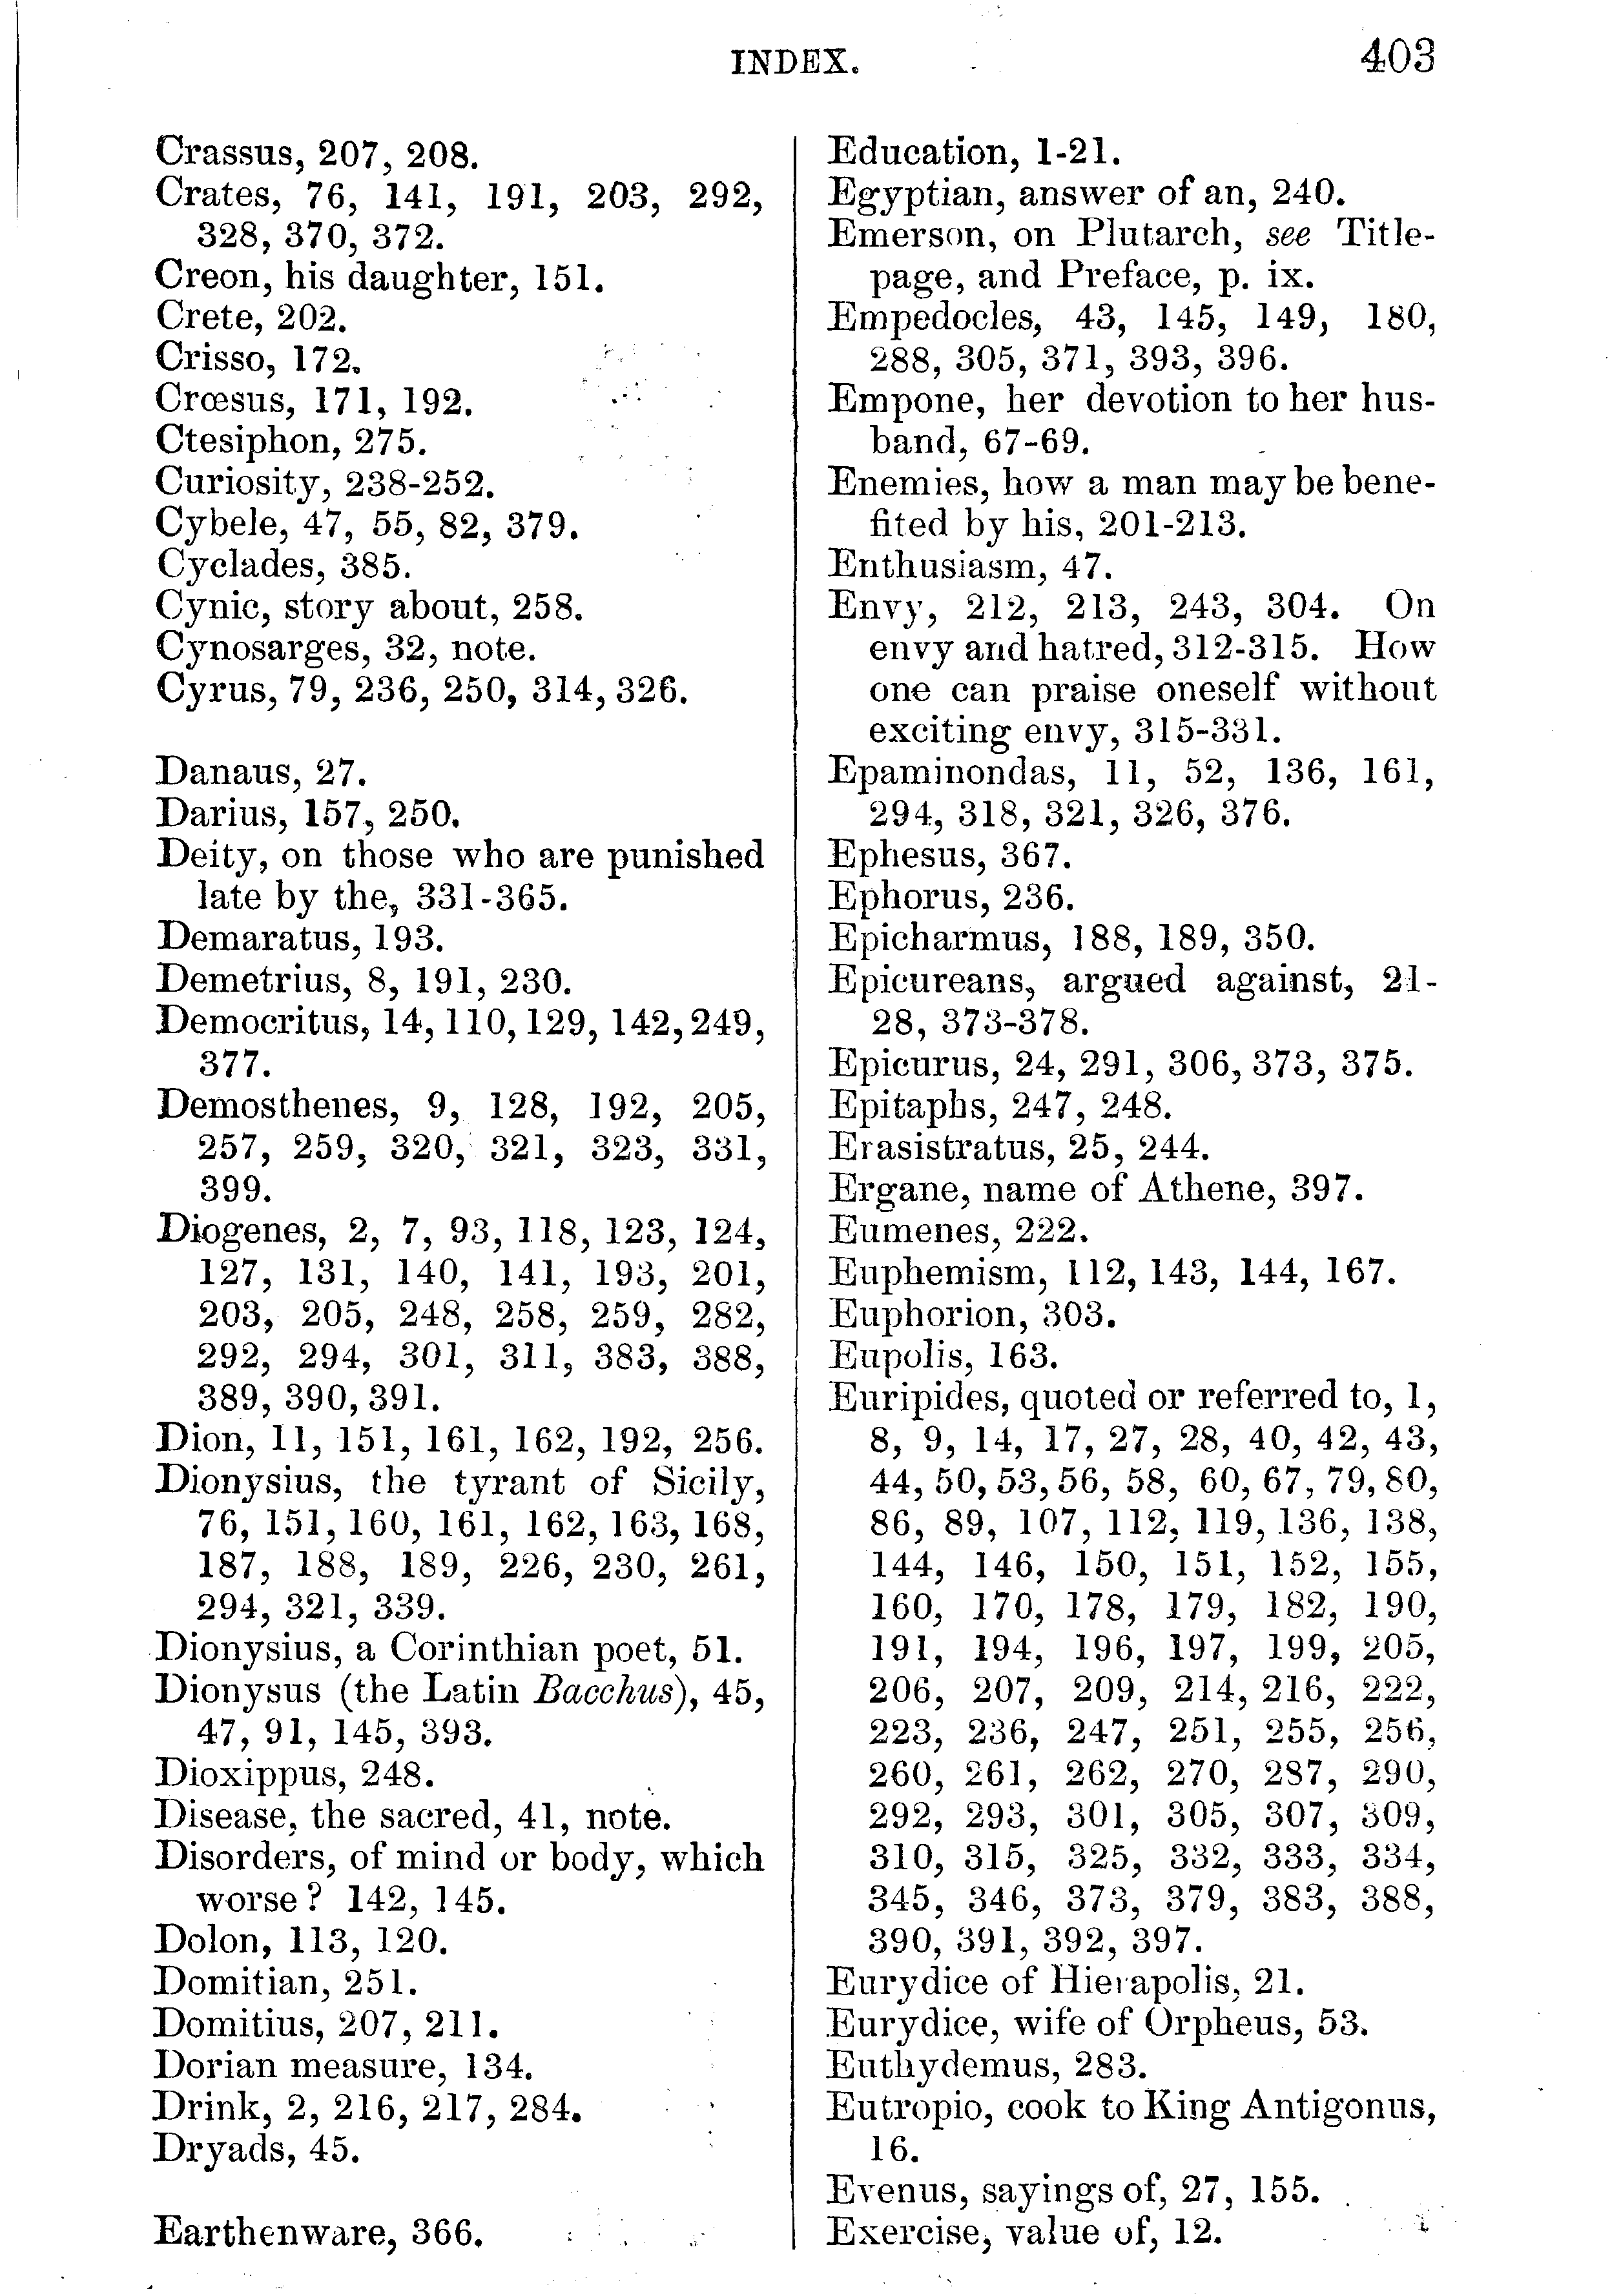 INDEX. 403
Crassus, 207, 208.
Crates, 76, 141, 191, 203, 292,
328, 370, 372.
Creon, his daughter, 151.
Crete, 202.
Crisso, 172.
Crœsus, 171, 192.
Ctesiphon, 275.
Curiosity, 238-252.
Cybele, 47, 55, 82, 379.
Cyclades, 385.
Cynic, story about, 258.
Cynosarges, 32, note.
Cyrus, 79, 236, 250, 314, 326.
Danaus, 27.
Darius, 157, 250.
Deity, on those who are punished
late by the, 331-365.
Demaratus, 193.
Demetrius, 8, 191, 230.
Democritus, 14, 110, 129, 142, 249,
377.
Demosthenes, 9, 128, 192, 205,
257, 259, 320, 321, 323, 331,
399.
Diogenes, 2, 7, 93, 118, 123, 124,
127, 131, 140, 141, 193, 201,
203, 205, 248, 258, 259, 282,
292, 294, 301, 311, 383, 388,
389, 390, 391.
Dion, 11, 151, 161, 162, 192, 256.
Dionysius, the tyrant of Sicily,
76, 151, 160, 161, 162, 163, 168,
187, 188, 189, 226, 230, 261,
294, 321, 339.
Dionysius, a Corinthian poet, 51.
Dionysus (the Latin Bacchus), 45,
47, 91, 145, 393.
Dioxippus, 248.
Disease, the sacred, 41, note.
Disorders, of mind or body, which
worse? 142, 145.
Dolon, 113, 120.
Domitian, 251.
Domitius, 207, 211.
Dorian measure, 134.
Drink, 2, 216, 217, 284.
Dryads, 45.
Earthenware, 366.
Education, 1-21.
Egyptian, answer of an, 240.
Emerson, on Plutarch, see Title-
page, and Preface, p. ix.
Empedocles, 43, 145, 149, 180,
288, 305, 371, 393, 396.
Empone, her devotion to her hus-
band, 67-69.
Enemies, how a man may be bene-
fited by his, 201-213.
Enthusiasm, 47.
Envy, 212, 213, 243, 304. On
envy and hatred, 312-315. How
one can praise oneself without
exciting envy, 315-331.
Epaminondas, 11, 52, 136, 161,
294, 318, 321, 326, 376.
Ephesus, 367.
Ephorus, 236.
Epicharmus, 188, 189, 350.
Epicureans, argued against, 21-
28, 373-378.
Epicurus, 24, 291, 306, 373, 375.
Epitaphs, 247, 248.
Erasistratus, 25, 244.
Ergane, name of Athene, 397.
Eumenes, 222.
Euphemism, 112, 143, 144, 167.
Euphorion, 303.
Eupolis, 163.
Euripides, quoted or referred to, 1,
8, 9, 14, 17, 27, 28, 40, 42, 43,
44, 50, 53, 56, 58, 60, 67, 79, 80,
86, 89, 107, 112, 119, 136, 138,
144, 146, 150, 151, 152, 155,
160, 170, 178, 179, 182, 190,
191, 194, 196, 197, 199, 205,
206, 207, 209, 214, 216, 222,
223, 236, 247, 251, 255, 256,
260, 261, 262, 270, 287, 290,
292, 293, 301, 305, 307, 309,
310, 315, 325, 332, 333, 334,
345, 346, 373, 379, 383, 388,
390, 391, 392, 397.
Eurydice of Hierapolis, 21.
Eurydice, wife of Orpheus, 53.
Euthydemus, 283.
Eutropio, cook to King Antigonus,
16.
Evenus, sayings of, 27, 155.
Exercise, value of, 12.